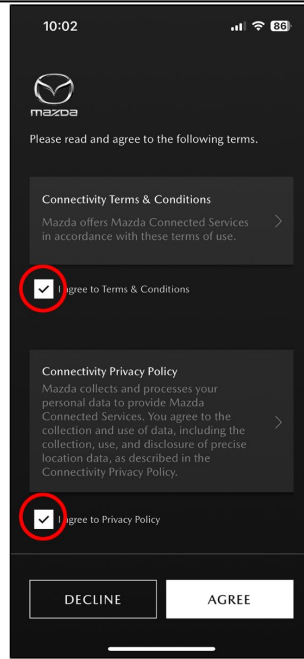 10:02
86
mazda
Please read and agree to the following terms.
Connectivity Terms & Conditions
Mazda offers Mazda Connected Services
in accordance with these terms of use.
I agree to Terms & Conditions
Connectivity Privacy Policy
Mazda collects and processes your
personal data to provide Mazda
Connected Services. You agree to the
collection and use of data, including the
collection, use, and disclosure of precise
location data, as described in the
Connectivity Privacy Policy.
I agree to Privacy Policy
DECLINE
AGREE